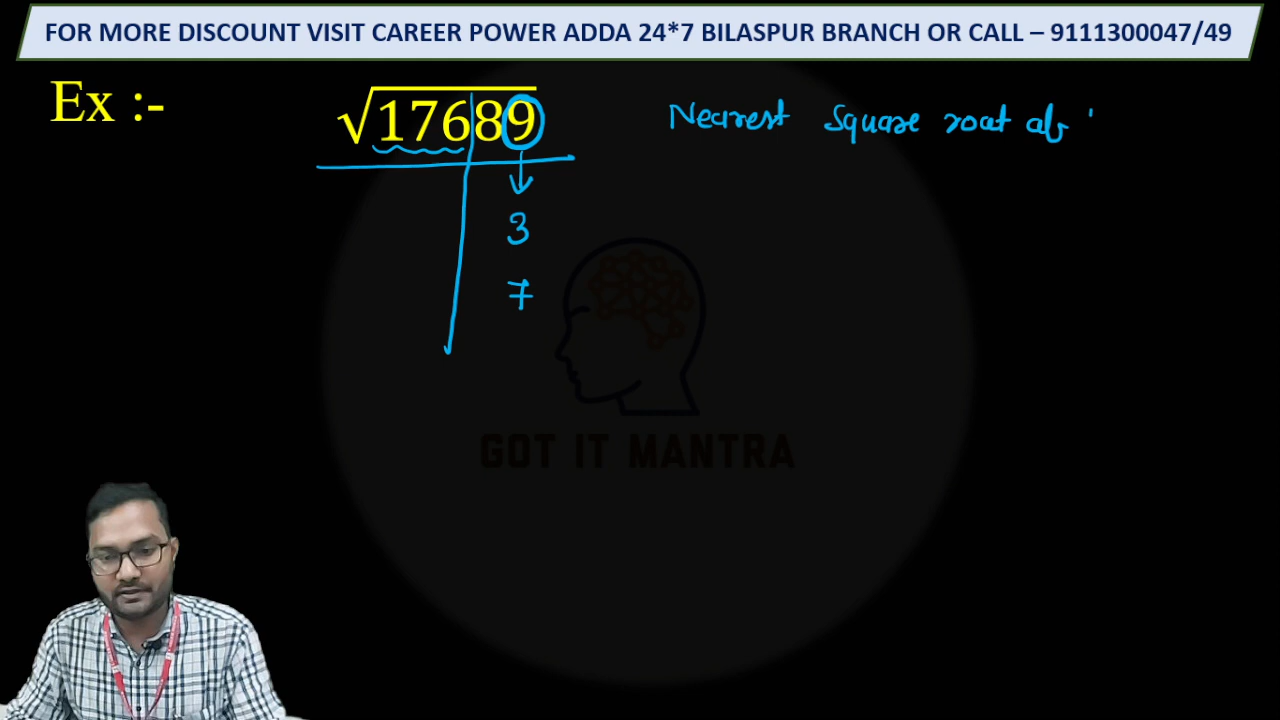 FOR MORE DISCOUNT VISIT CAREER POWER ADDA 24*7 BILASPUR BRANCH OR CALL – 9111300047/49
Ex :-
√17689
Nearest Square root of
3
7
GOT IT MANTRA